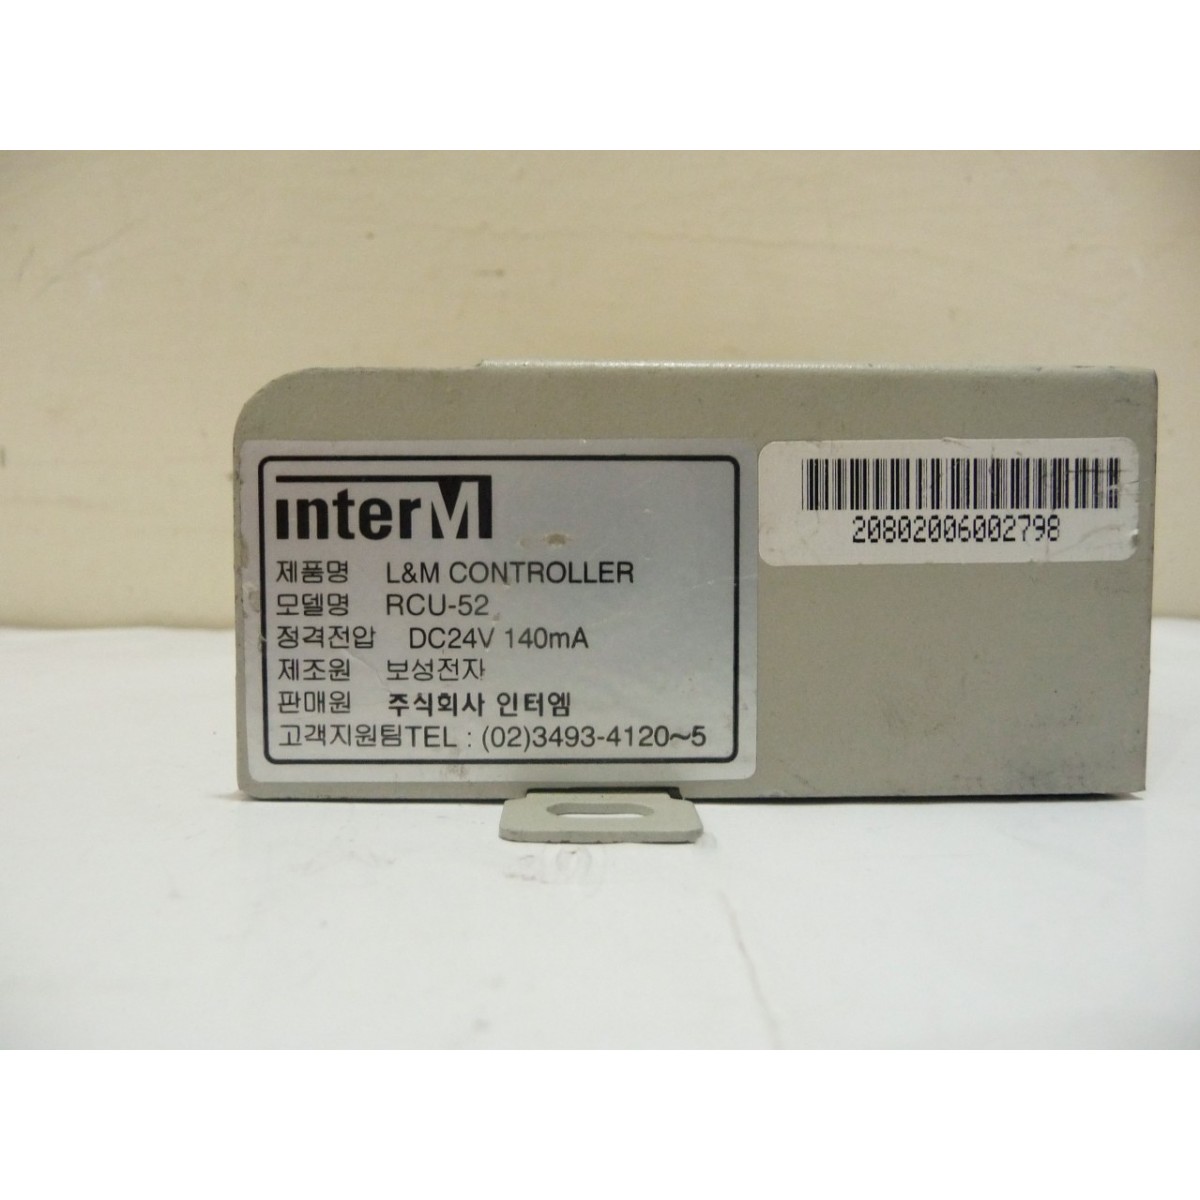 interM
제품명 L&M CONTROLLER
모델명 RCU-52
정격전압 DC24V 140mA
제조원 보성전자
판매원 주식회사 인터엠
고객지원팀TEL : (02)3493-4120~5
20802006002798